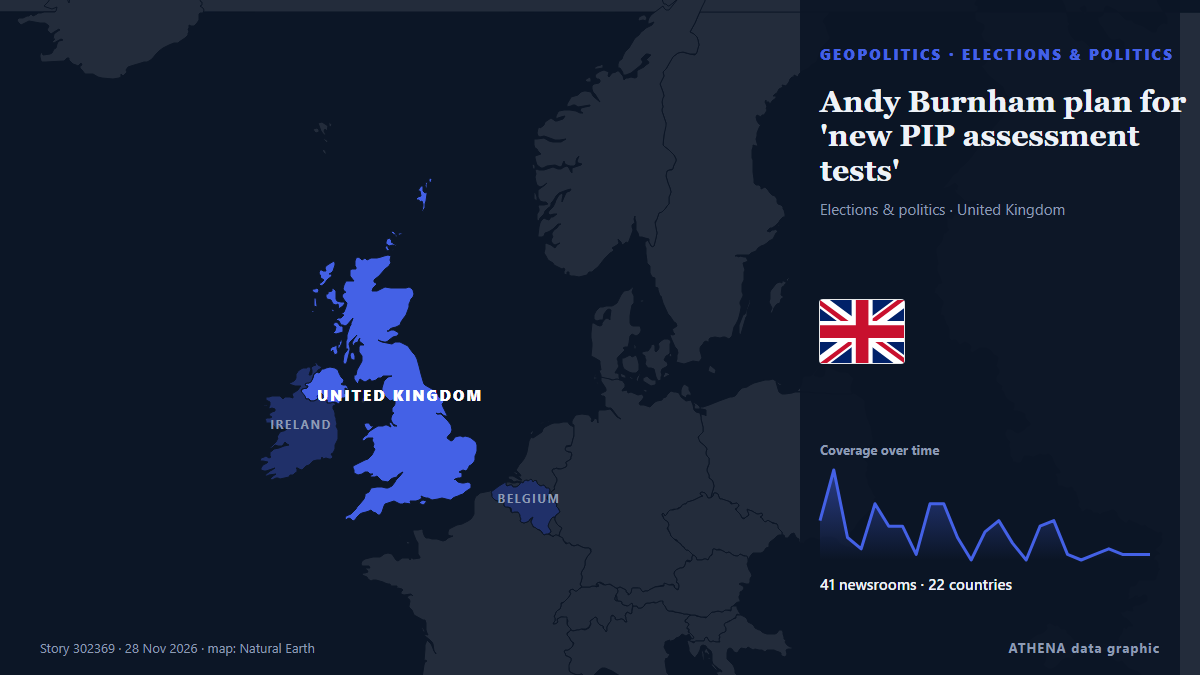 GEOPOLITICS · ELECTIONS & POLITICS
Andy Burnham plan for
'new PIP assessment
tests'
Elections & politics · United Kingdom
UNITED KINGDOM
IRELAND
BELGIUM
Coverage over time
41 newsrooms · 22 countries
Story 302369 · 28 Nov 2026 · map: Natural Earth
ATHENA data graphic